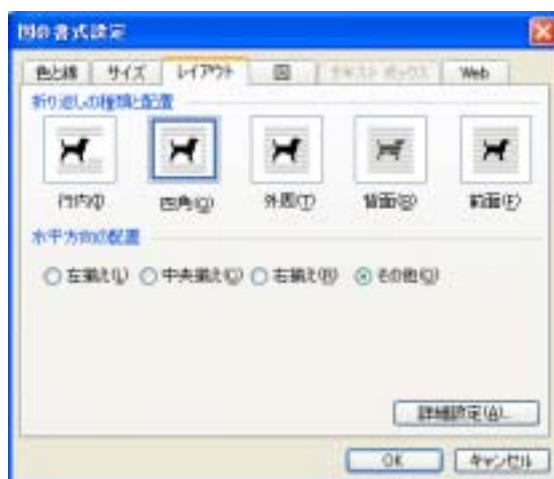 図の書式設定
色と線 サイズ レイアウト 図 テキスト ボックス Web
折り返しの種類と配置
行内(I) 四角(Q) 外周(T) 背面(B) 前面(F)
水平方向の配置
左揃え(L) 中央揃え(C) 右揃え(R) その他(O)
詳細設定(A)...
OK キャンセル